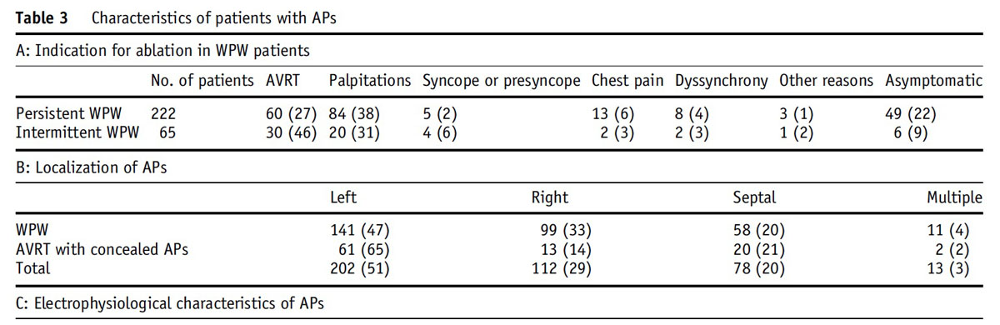 Table 3 Characteristics of patients with APs
A: Indication for ablation in WPW patients
No. of patients AVRT Palpitations Syncope or presyncope Chest pain Dyssynchrony Other reasons Asymptomatic
Persistent WPW 222 60 (27) 84 (38) 5 (2) 13 (6) 8 (4) 3 (1) 49 (22)
Intermittent WPW 65 30 (46) 20 (31) 4 (6) 2 (3) 2 (3) 1 (2) 6 (9)
B: Localization of APs
Left Right Septal Multiple
WPW 141 (47) 99 (33) 58 (20) 11 (4)
AVRT with concealed APs 61 (65) 13 (14) 20 (21) 2 (2)
Total 202 (51) 112 (29) 78 (20) 13 (3)
C: Electrophysiological characteristics of APs